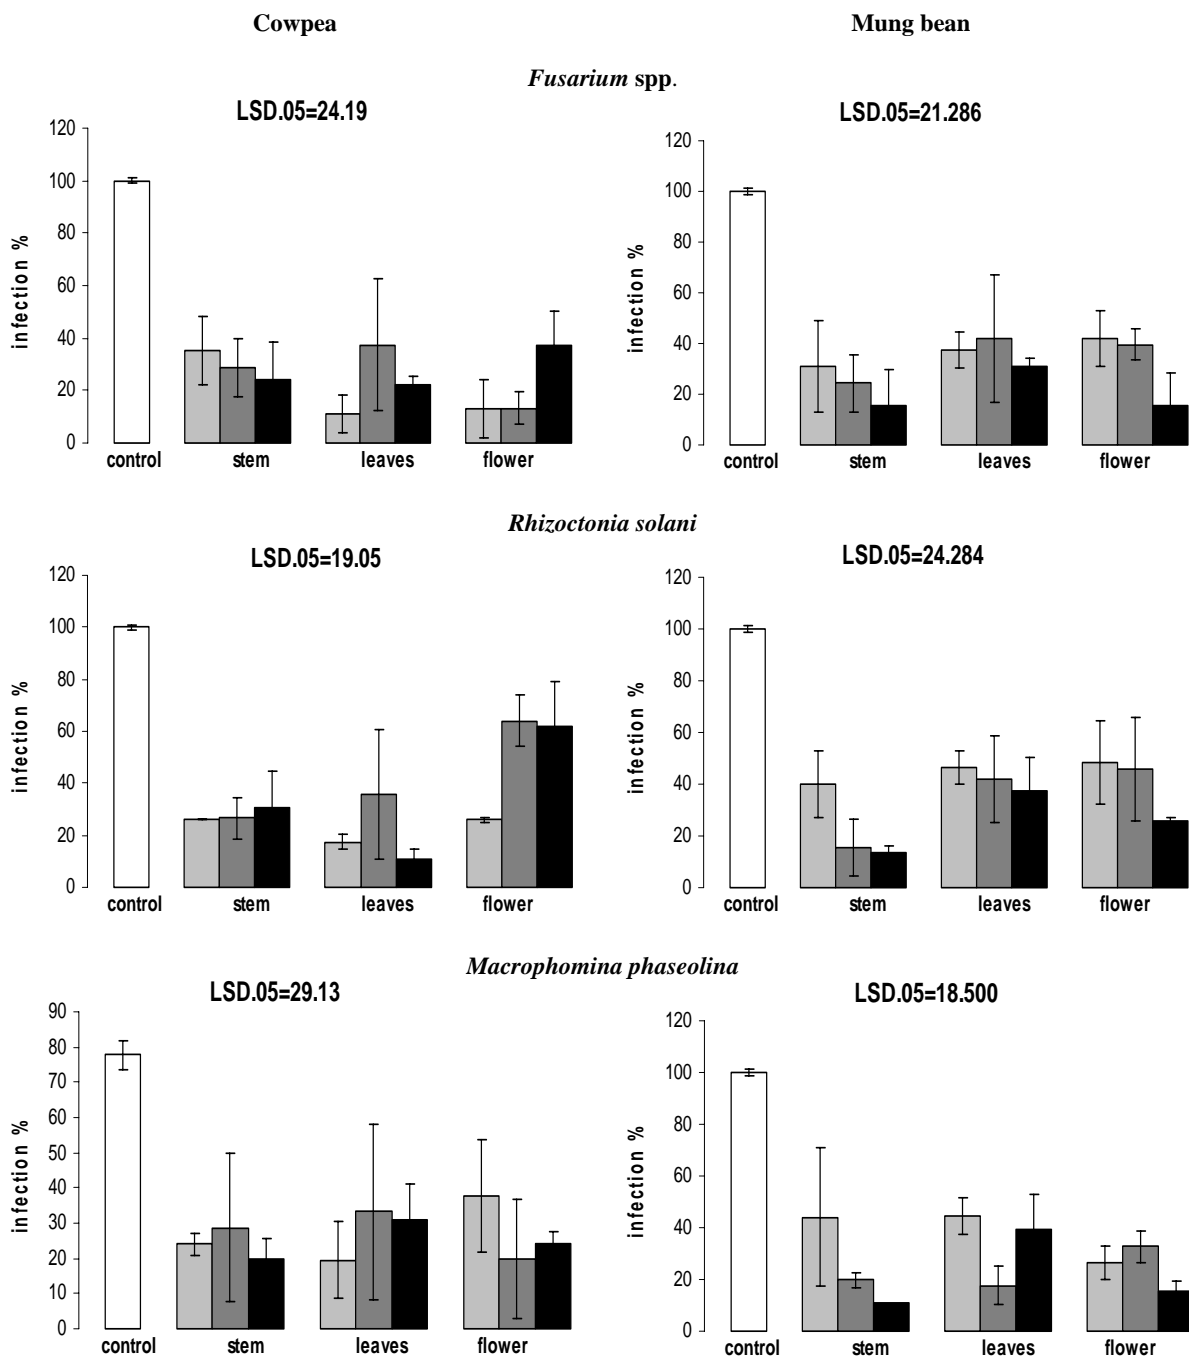 Cowpea
Mung bean
Fusarium spp.
LSD.05=24.19
120
100
80
60
40
20
0
infection %
control stem leaves flower
LSD.05=21.286
120
100
80
60
40
20
0
infection %
control stem leaves flower
Rhizoctonia solani
LSD.05=19.05
120
100
80
60
40
20
0
infection %
control stem leaves flower
LSD.05=24.284
120
100
80
60
40
20
0
infection %
control stem leaves flower
Macrophomina phaseolina
LSD.05=29.13
90
80
70
60
50
40
30
20
10
0
infection %
control stem leaves flower
LSD.05=18.500
120
100
80
60
40
20
0
infection %
control stem leaves flower